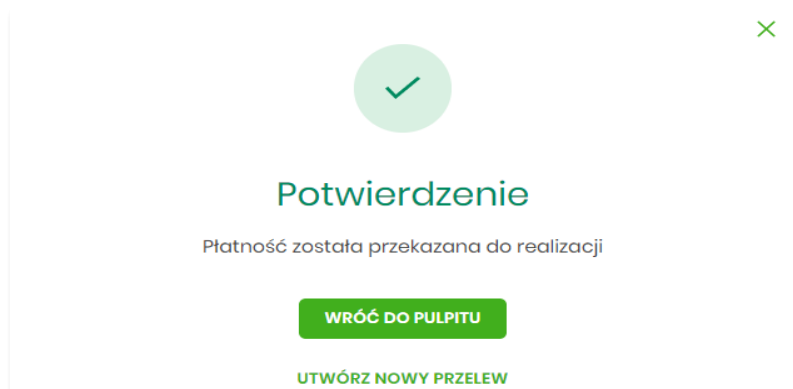 Potwierdzenie
Płatność została przekazana do realizacji
WRÓĆ DO PULPITU
UTWÓRZ NOWY PRZELEW